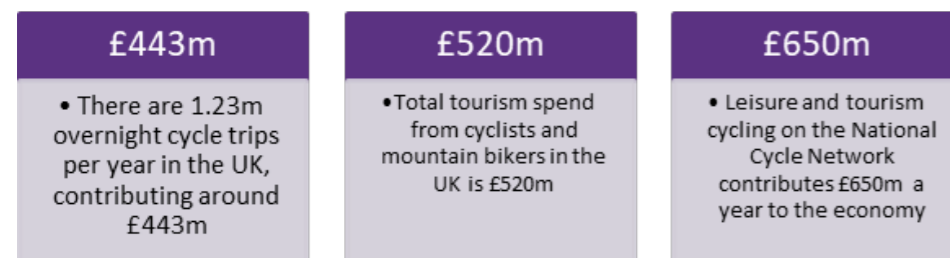 £443m
• There are 1.23m
overnight cycle trips
per year in the UK,
contributing around
£443m
£520m
•Total tourism spend
from cyclists and
mountain bikers in the
UK is £520m
£650m
• Leisure and tourism
cycling on the National
Cycle Network
contributes £650m a
year to the economy